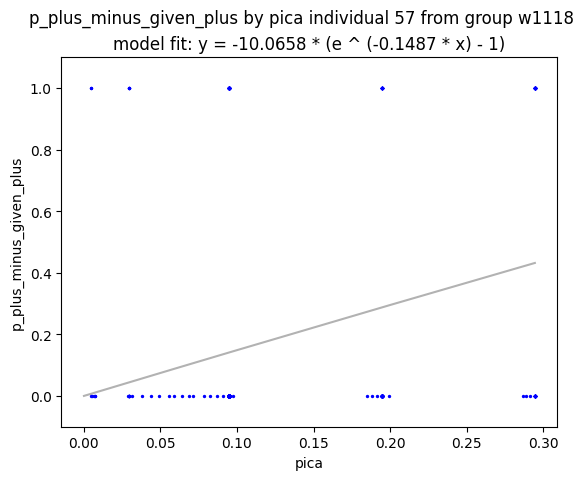 p_plus_minus_given_plus by pica individual 57 from group w1118
model fit: y = -10.0658 * (e ^ (-0.1487 * x) - 1)
1.0
0.8
0.6
0.4
0.2
0.0
p_plus_minus_given_plus
0.00 0.05 0.10 0.15 0.20 0.25 0.30
pica